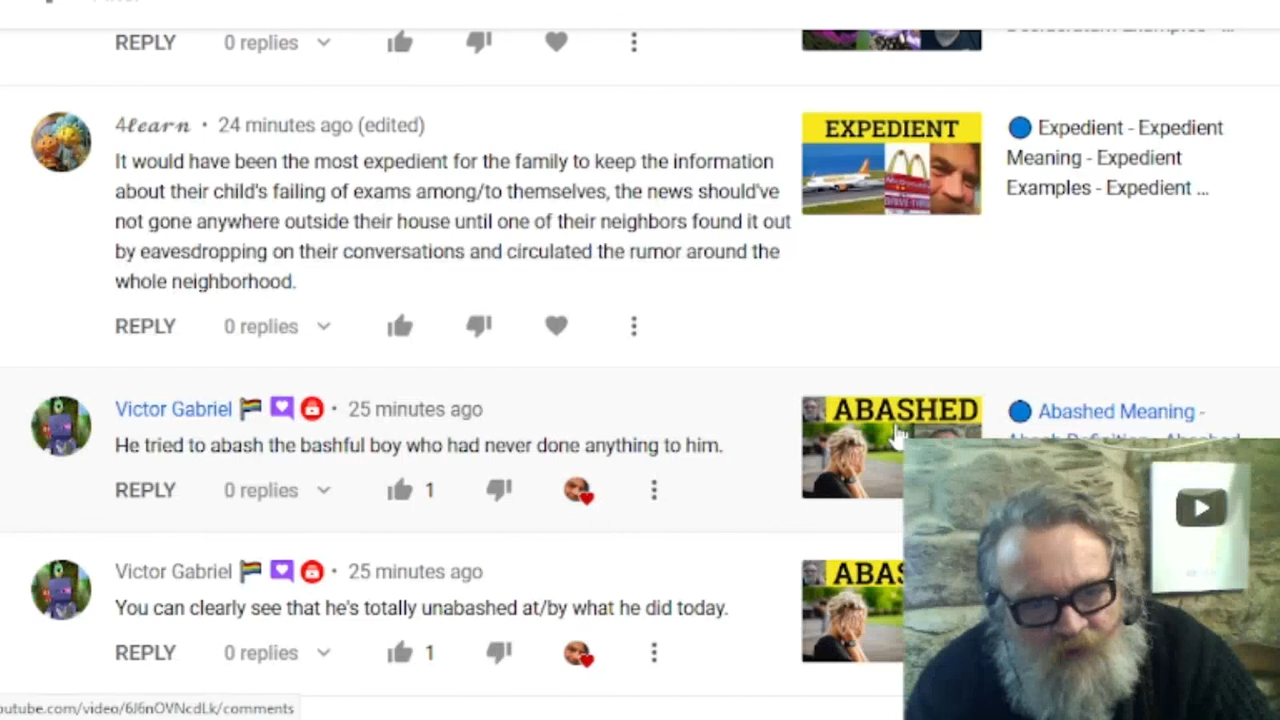 REPLY 0 replies
4learn • 24 minutes ago (edited)
It would have been the most expedient for the family to keep the information
about their child's failing of exams among/to themselves, the news should've
not gone anywhere outside their house until one of their neighbors found it out
by eavesdropping on their conversations and circulated the rumor around the
whole neighborhood.
REPLY 0 replies
EXPEDIENT
McDonald's
DRIVE-THRU
Expedient - Expedient
Meaning - Expedient
Examples - Expedient ...
Victor Gabriel • 25 minutes ago
He tried to abash the bashful boy who had never done anything to him.
REPLY 0 replies 1
ABASHED
Abashed Meaning -
Victor Gabriel • 25 minutes ago
You can clearly see that he's totally unabashed at/by what he did today.
REPLY 0 replies 1
ABAS
outube.com/video/6J6nOVNcdLk/comments